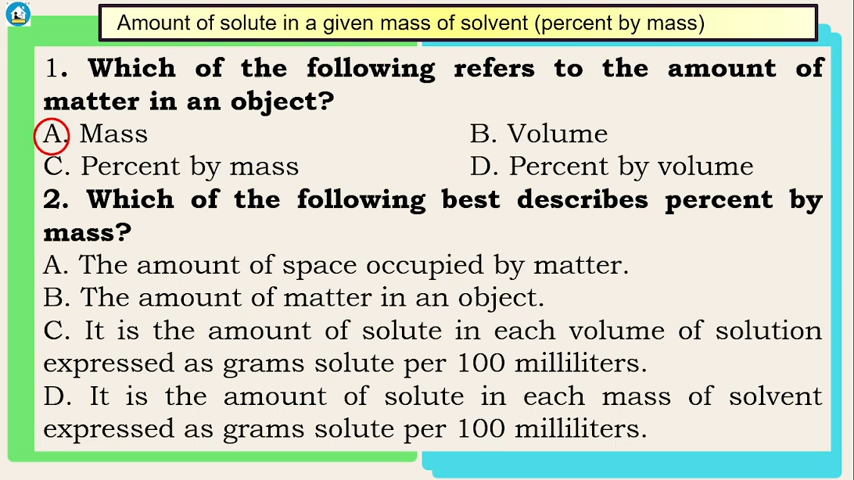 Amount of solute in a given mass of solvent (percent by mass)
1. Which of the following refers to the amount of
matter in an object?
A. Mass B. Volume
C. Percent by mass D. Percent by volume
2. Which of the following best describes percent by
mass?
A. The amount of space occupied by matter.
B. The amount of matter in an object.
C. It is the amount of solute in each volume of solution
expressed as grams solute per 100 milliliters.
D. It is the amount of solute in each mass of solvent
expressed as grams solute per 100 milliliters.